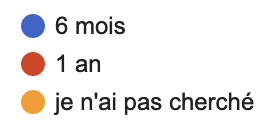 6 mois
1 an
je n'ai pas cherché